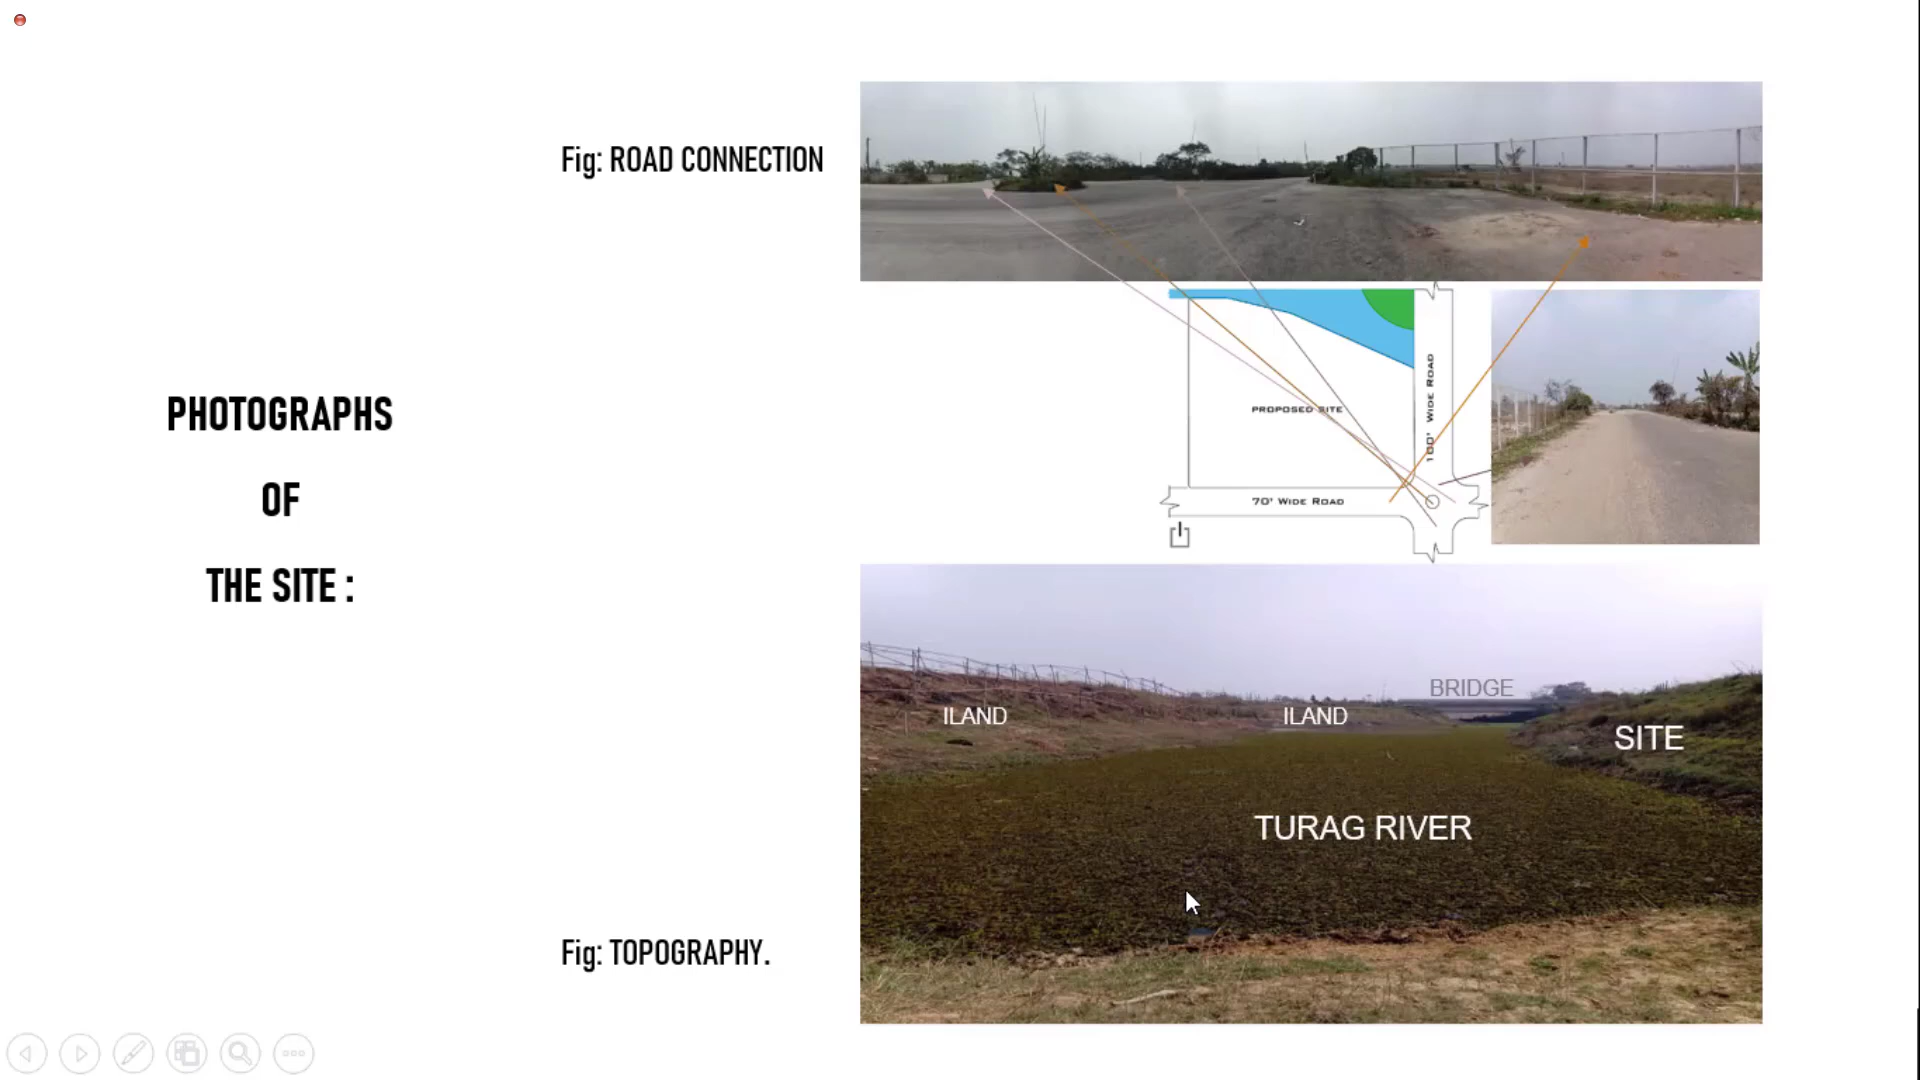 Fig: ROAD CONNECTION
PHOTOGRAPHS
OF
THE SITE :
PROPOSED SITE
100' WIDE ROAD
70' WIDE ROAD
BRIDGE
ILAND
ILAND
SITE
TURAG RIVER
Fig: TOPOGRAPHY.